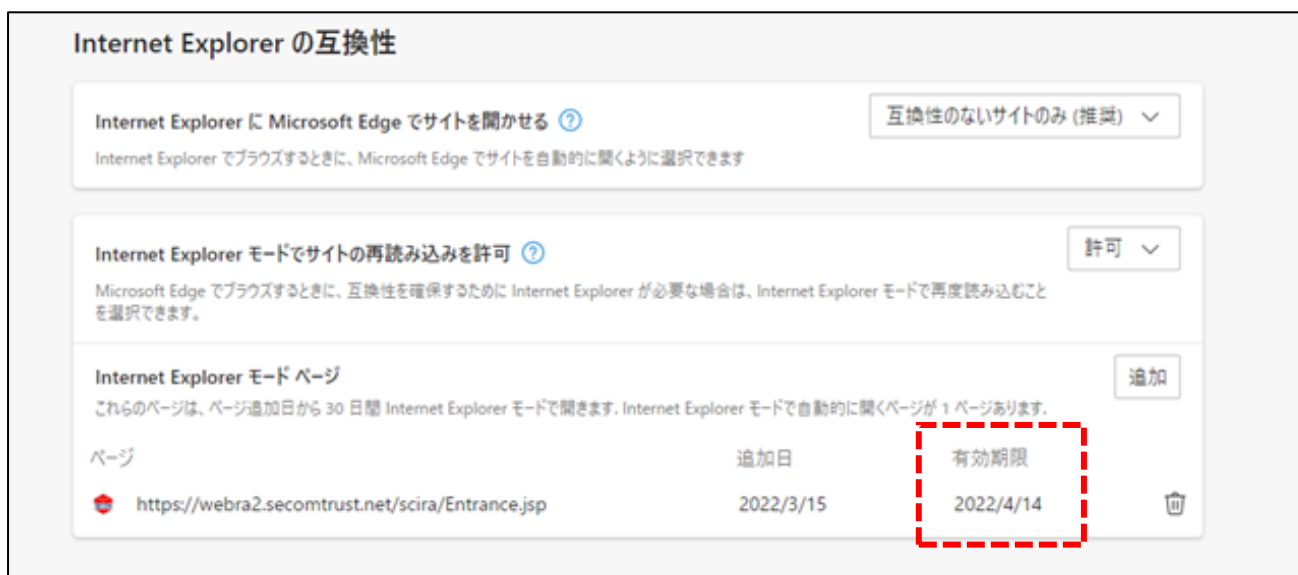 Internet Explorer の互換性
Internet Explorer に Microsoft Edge でサイトを開かせる ?
互換性のないサイトのみ (推奨)
Internet Explorer でブラウズするときに、Microsoft Edge でサイトを自動的に開くように選択できます
Internet Explorer モードでサイトの再読み込みを許可 ?
許可
Microsoft Edge でブラウズするときに、互換性を確保するために Internet Explorer が必要な場合は、Internet Explorer モードで再度読み込むこと
を選択できます。
Internet Explorer モード ページ
追加
これらのページは、ページ追加日から 30 日間 Internet Explorer モードで開きます. Internet Explorer モードで自動的に開くページが 1 ページあります.
ページ 追加日 有効期限
https://webra2.secomtrust.net/scira/Entrance.jsp 2022/3/15 2022/4/14